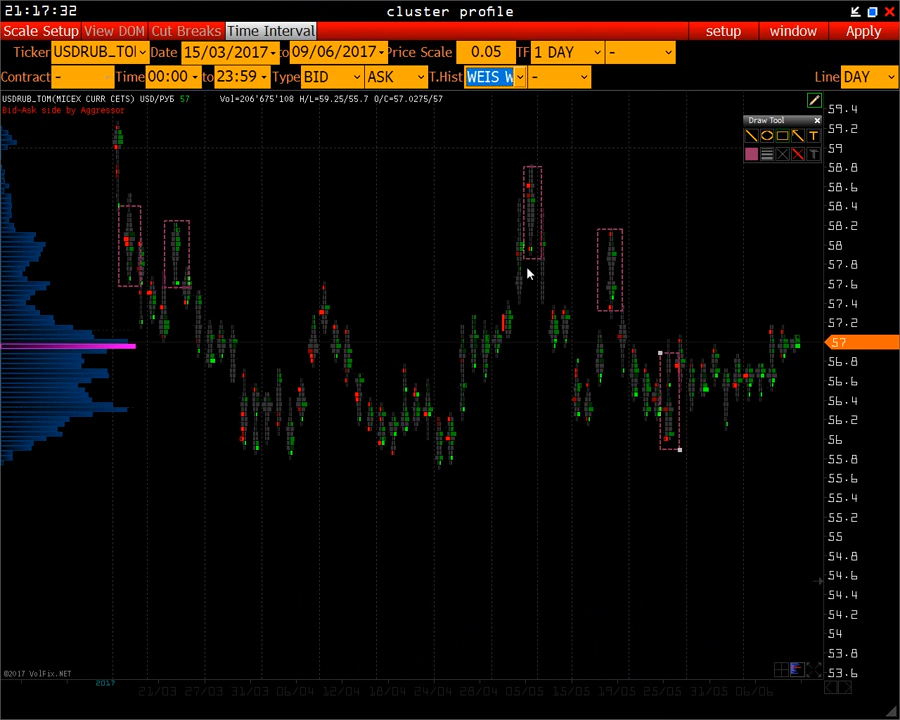 21:17:32 cluster profile
Scale Setup View DOM Cut Breaks Time Interval setup window Apply
Ticker USDRUB_TO Date 15/03/2017 to 09/06/2017 Price Scale 0.05 TF 1 DAY -
Contract - Time 00:00 to 23:59 Type BID ASK T.Hist WEIS W - Line DAY
USDRUB_TOM(MICEX CURR CETS) USD/РУБ 57 Vol=206'675'108 H/L=59.25/55.7 O/C=57.0275/57
Bid-Ask side by Aggressor
Draw Tool
T
T
59.4
59.2
59
58.8
58.6
58.4
58.2
58
57.8
57.6
57.4
57.2
57
56.8
56.6
56.4
56.2
56
55.8
55.6
55.4
55.2
55
54.8
54.6
54.4
54.2
54
53.8
53.6
©2017 VolFix.NET
2017
21/03 27/03 31/03 06/04 12/04 18/04 24/04 28/04 05/05 15/05 19/05 25/05 31/05 06/06